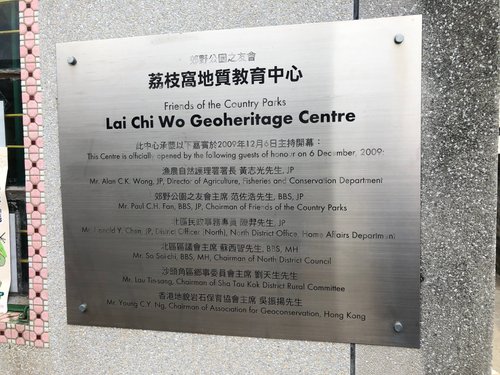 郊野公園之友會
荔枝窩地質教育中心
Friends of the Country Parks
Lai Chi Wo Geoheritage Centre
此中心承蒙以下嘉賓於2009年12月6日主持開幕：
This Centre is officially opened by the following guests of honour on 6 December, 2009:
漁農自然護理署署長 黃志光先生, JP
Mr. Alan C.K. Wong, JP, Director of Agriculture, Fisheries and Conservation Department
郊野公園之友會主席 范佐浩先生, BBS, JP
Mr. Paul C.H. Fan, BBS, JP, Chairman of Friends of the Country Parks
北區民政事務專員 陳羿先生, JP
Mr. Donald Y. Chen, JP, District Officer (North), North District Office, Home Affairs Department
北區區議會主席 蘇西智先生, BBS, MH
Mr. So Sai-chi, BBS, MH, Chairman of North District Council
沙頭角區鄉事委員會主席 劉天生先生
Mr. Lau Tin-sang, Chairman of Sha Tau Kok District Rural Committee
香港地貌岩石保育協會主席 吳振揚先生
Mr. Young C.Y. Ng, Chairman of Association for Geoconservation, Hong Kong